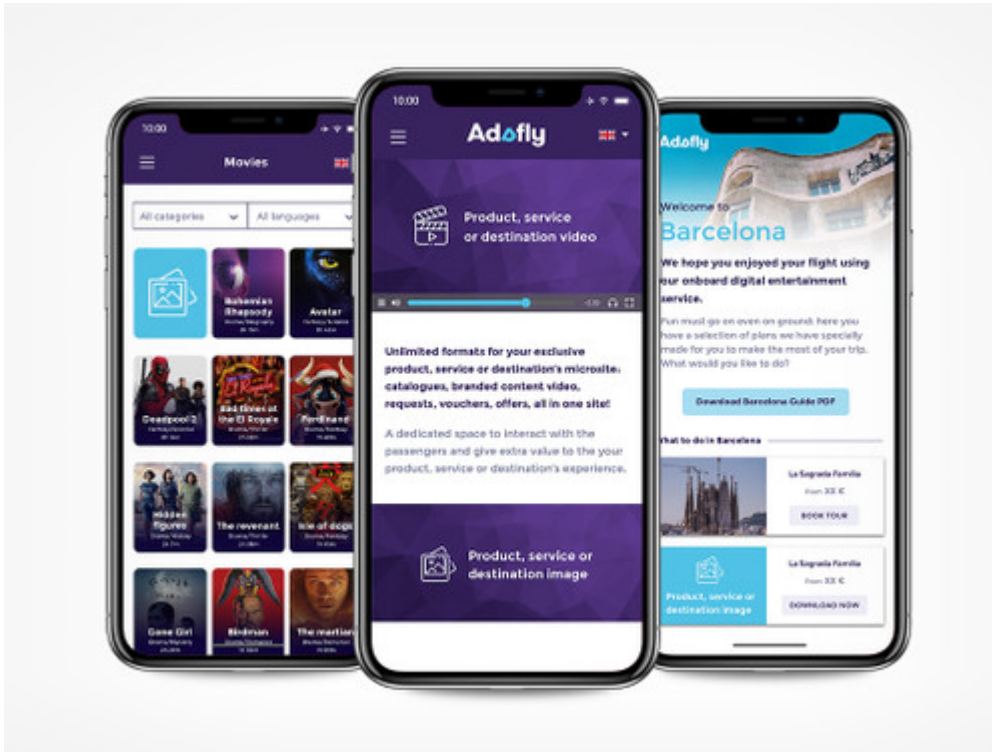 10:00
Movies
All categories
All languages
Bohemian
Rhapsody
Avatar
Deadpool 2
Bad times at
the El Royale
Ferdinand
Hidden
figures
The revenant
Isle of dogs
Gone Girl
Birdman
The martian
10:00
Adofly
Product, service
or destination video
Unlimited formats for your exclusive
product, service or destination's microsite:
catalogues, branded content video,
requests, vouchers, offers, all in one site!
A dedicated space to interact with the
passengers and give extra value to the your
product, service or destination's experience.
Product, service or
destination image
Adofly
Welcome to
Barcelona
We hope you enjoyed your flight using
our onboard digital entertainment
service.
Fun must go on even on ground: here you
have a selection of plans we have specially
made for you to make the most of your trip.
What would you like to do?
Download Barcelona Guide PDF
What to do in Barcelona
La Sagrada Familia
from XX €
BOOK TOUR
Product, service or
destination image
La Sagrada Familia
from XX €
DOWNLOAD NOW